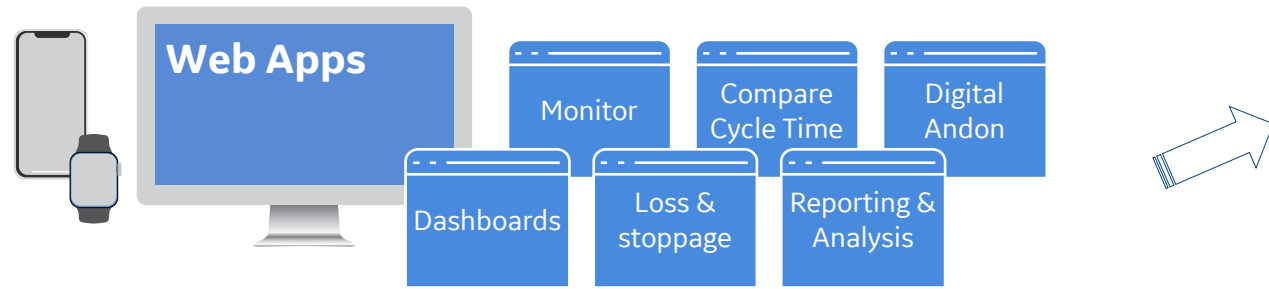 Web Apps
Monitor
Compare
Cycle Time
Digital
Andon
Dashboards
Loss &
stoppage
Reporting &
Analysis